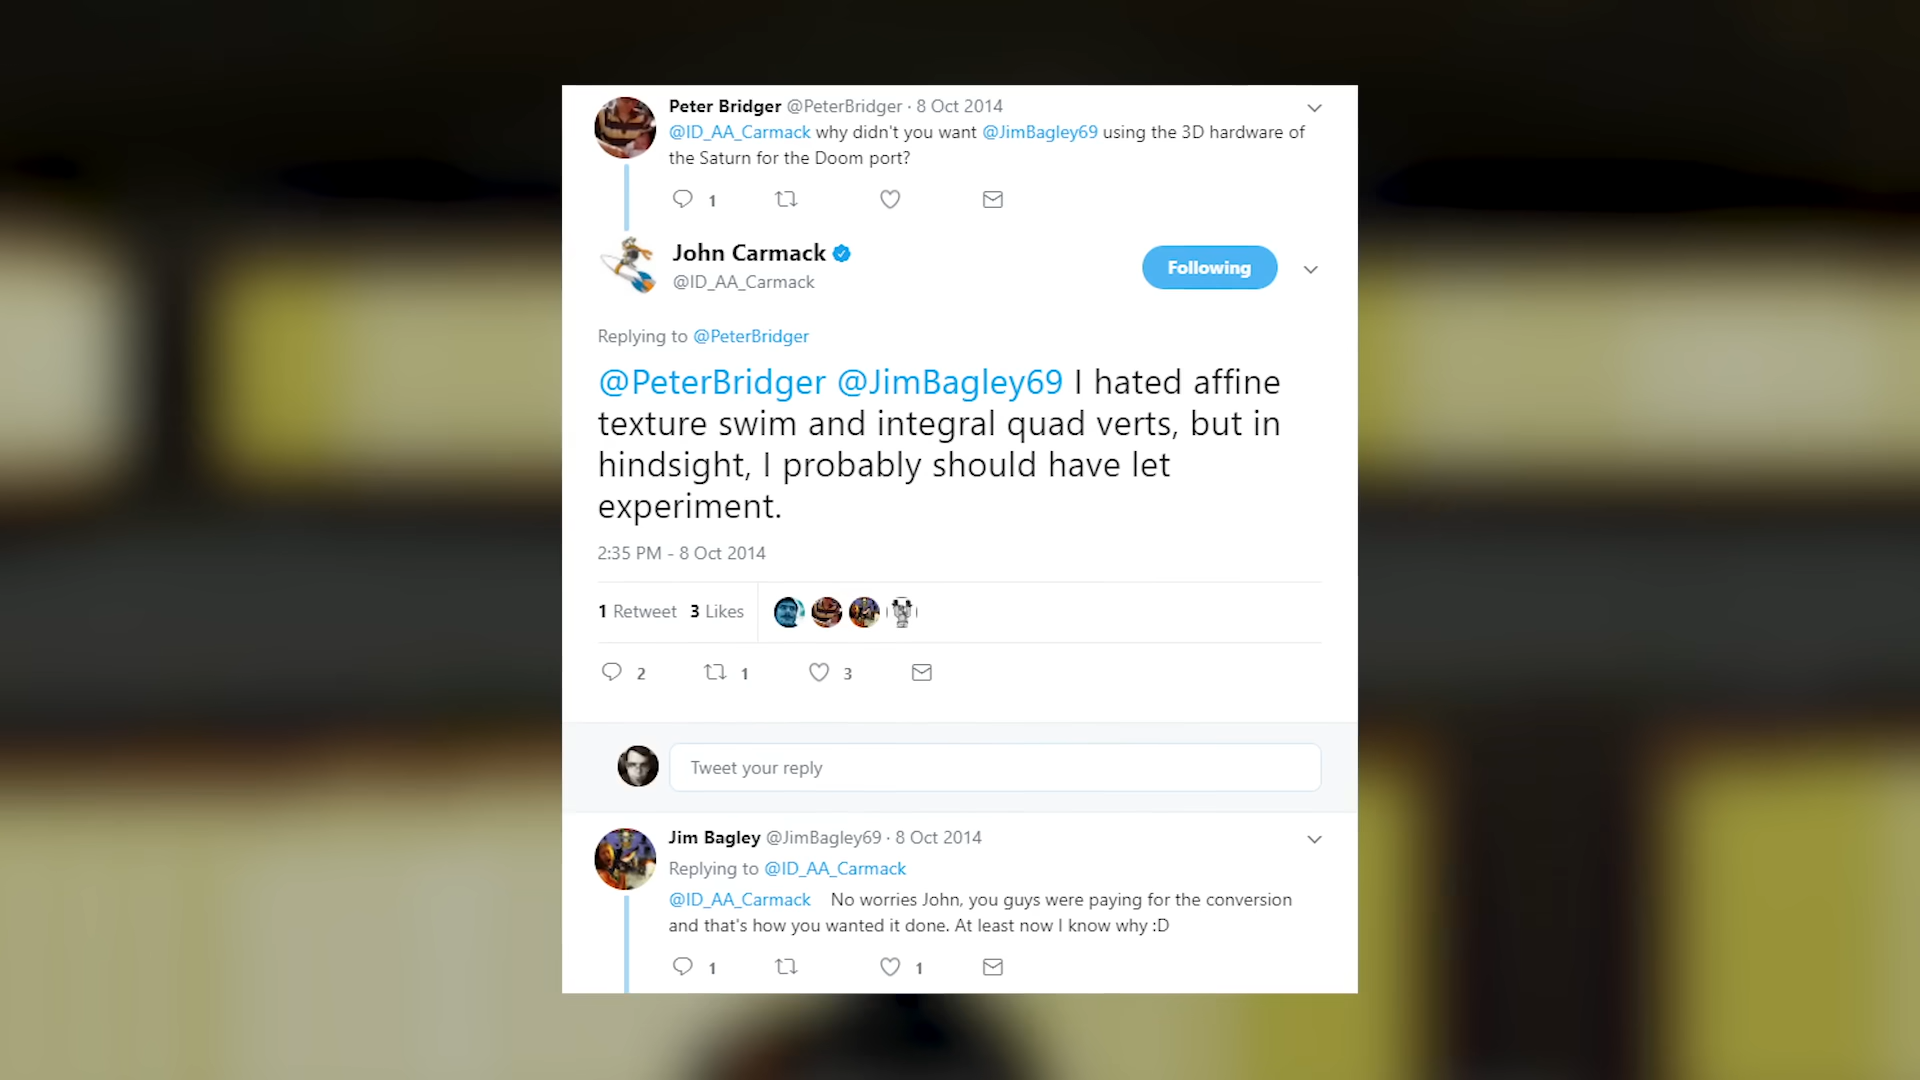 Peter Bridger @PeterBridger · 8 Oct 2014
@ID_AA_Carmack why didn't you want @JimBagley69 using the 3D hardware of
the Saturn for the Doom port?
1
John Carmack
@ID_AA_Carmack
Following
Replying to @PeterBridger
@PeterBridger @JimBagley69 I hated affine
texture swim and integral quad verts, but in
hindsight, I probably should have let
experiment.
2:35 PM - 8 Oct 2014
1 Retweet 3 Likes
2 1 3
Tweet your reply
Jim Bagley @JimBagley69 · 8 Oct 2014
Replying to @ID_AA_Carmack
@ID_AA_Carmack No worries John, you guys were paying for the conversion
and that's how you wanted it done. At least now I know why :D
1 1